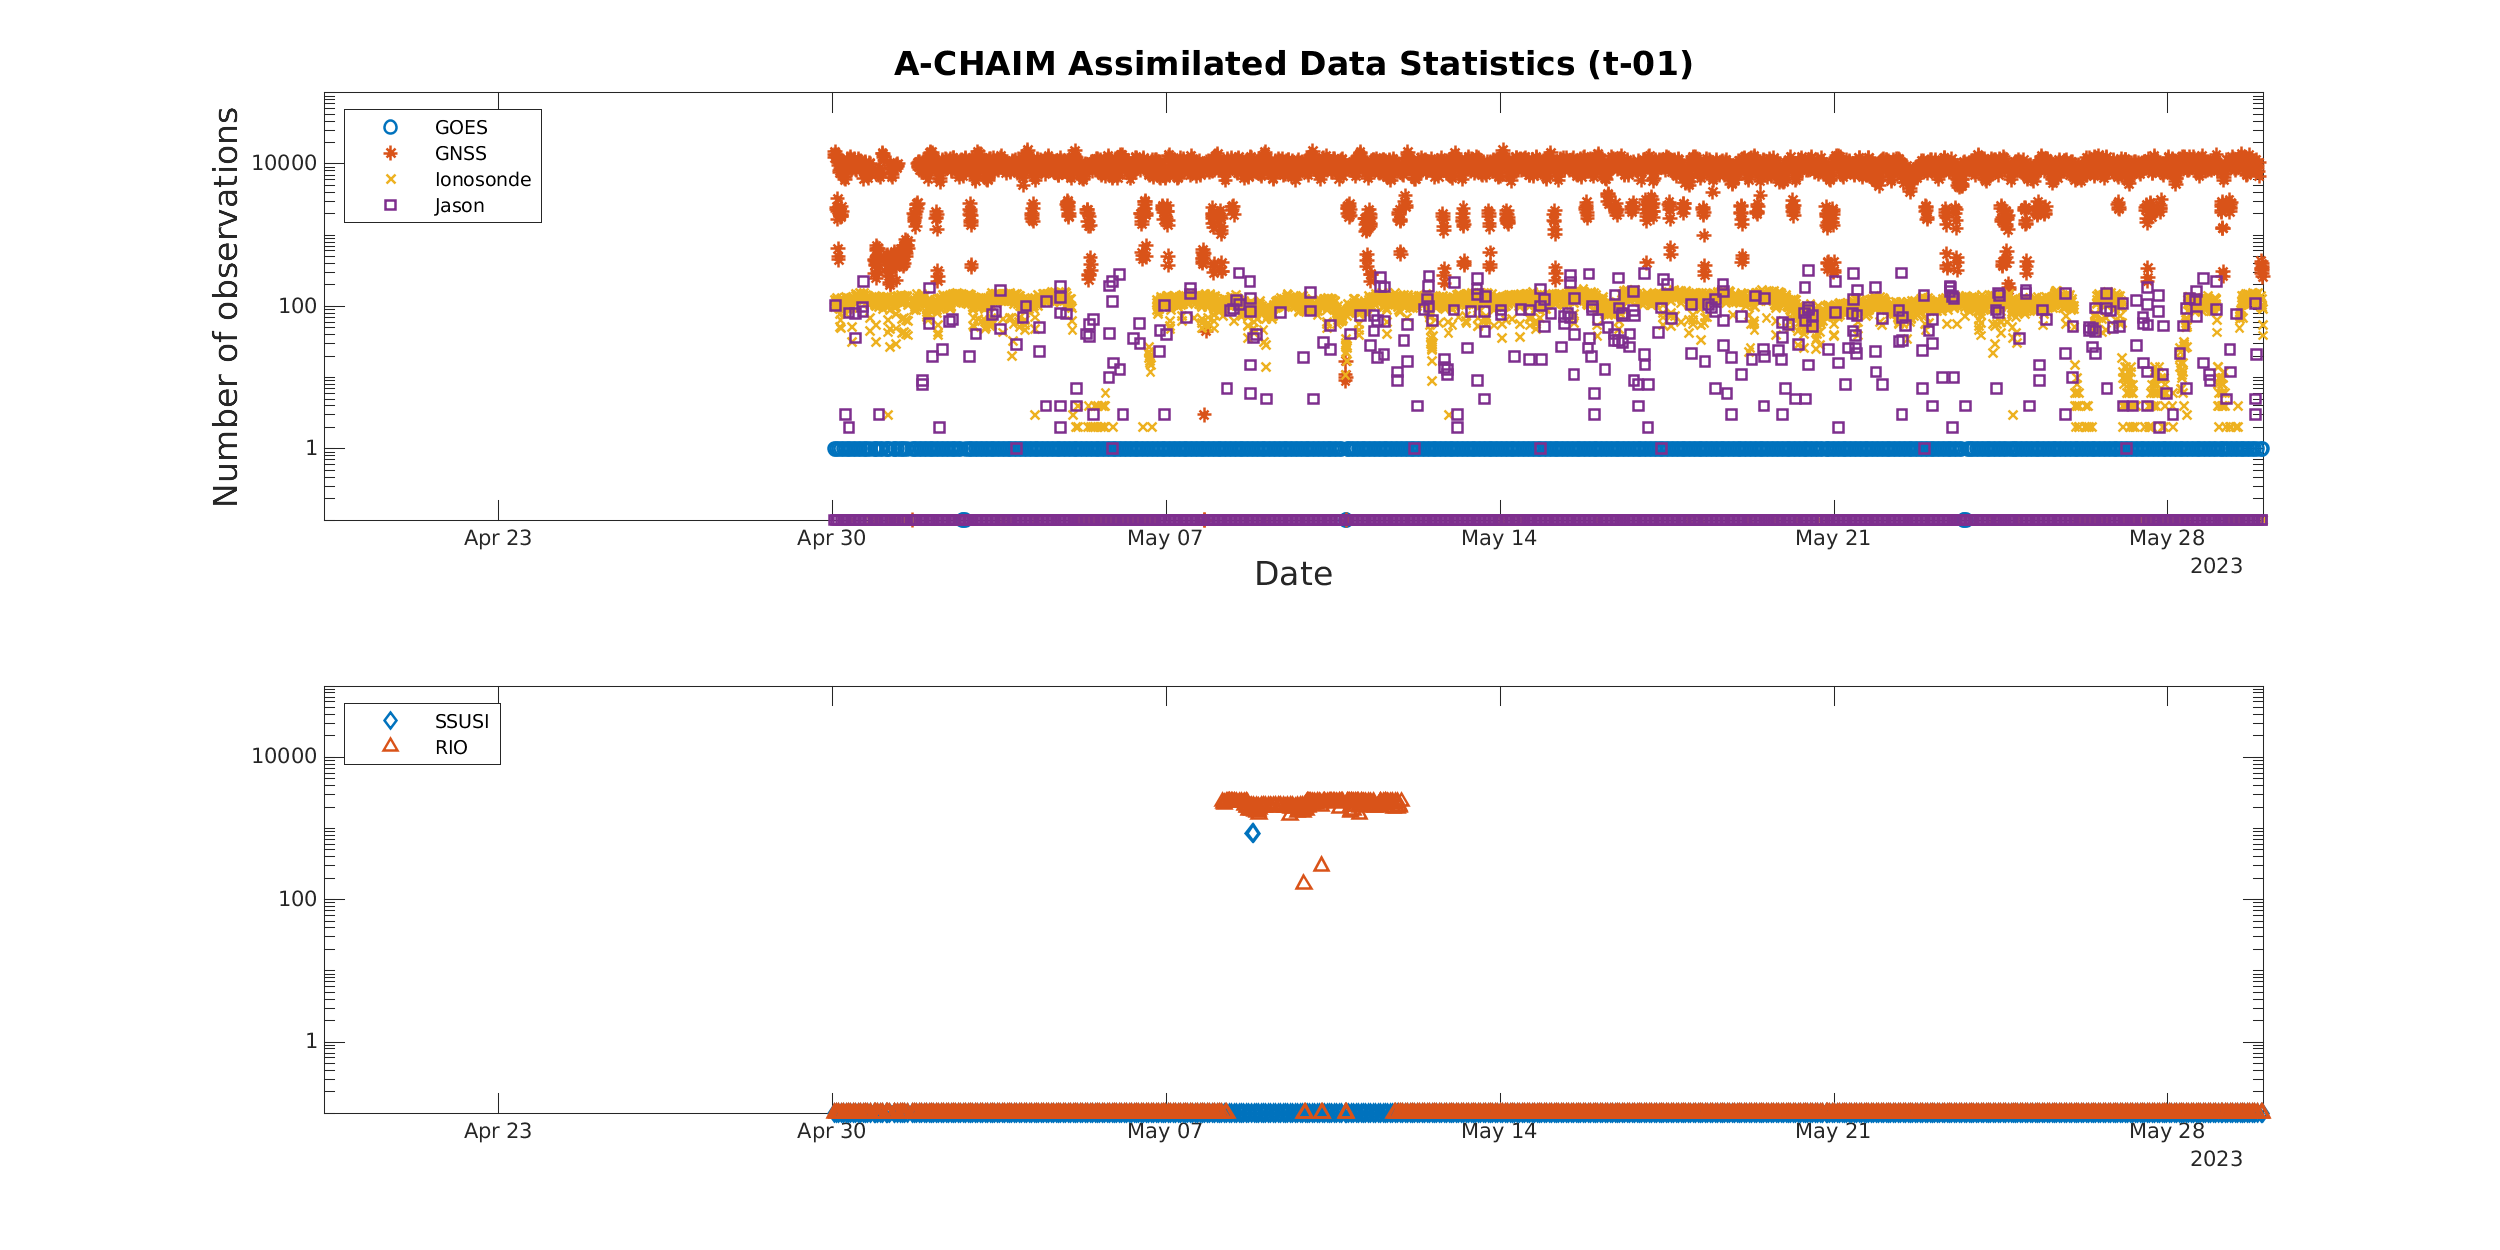 A-CHAIM Assimilated Data Statistics (t-01)
Number of observations
10000
100
1
GOES
GNSS
Ionosonde
Jason
Apr 23
Apr 30
May 07
May 14
May 21
May 28
2023
Date
10000
100
1
SSUSI
RIO
Apr 23
Apr 30
May 07
May 14
May 21
May 28
2023